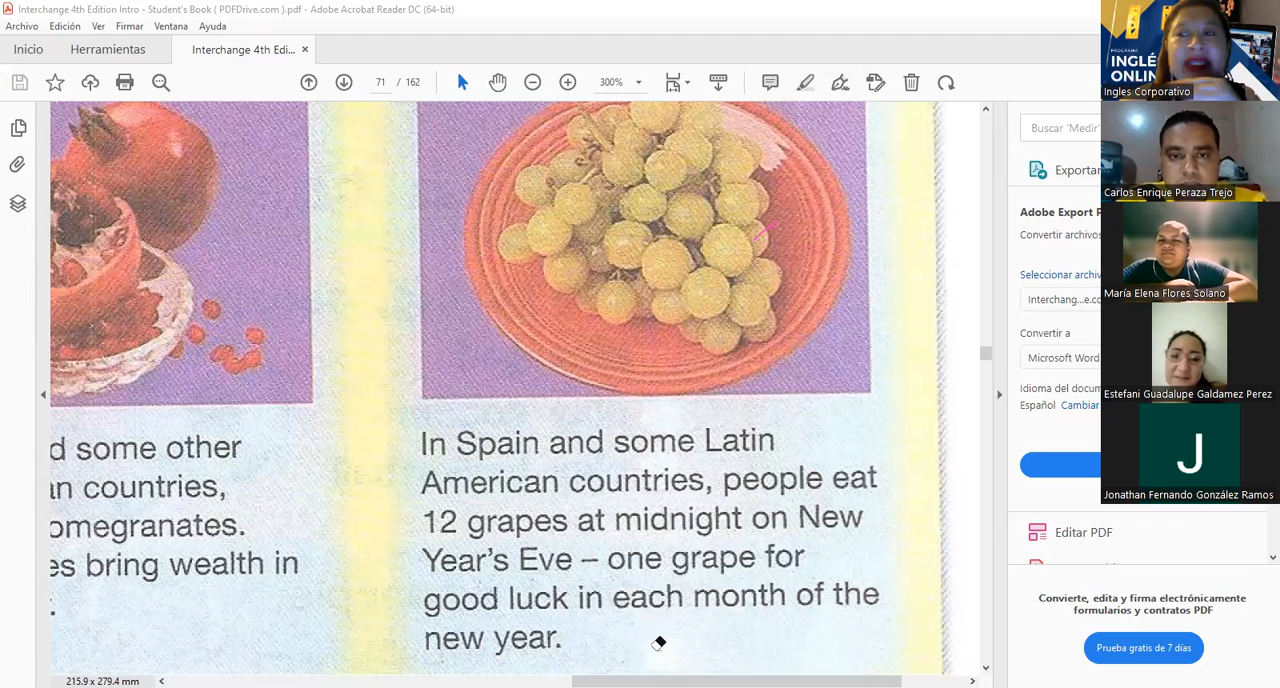 Interchange 4th Edition Intro - Student's Book ( PDFDrive.com ).pdf - Adobe Acrobat Reader DC (64-bit)
Archivo Edición Ver Firmar Ventana Ayuda
Inicio Herramientas Interchange 4th Edi... ×
71 / 162 300%
Buscar 'Medir'
Exportar
Adobe Export
Convertir archivos
Seleccionar archiv
Interchang...e.co
Convertir a
Microsoft Word
Idioma del docum
Español Cambiar
Editar PDF
Convierte, edita y firma electrónicamente
formularios y contratos PDF
Prueba gratis de 7 días
d some other
an countries,
omegranates.
es bring wealth in
In Spain and some Latin
American countries, people eat
12 grapes at midnight on New
Year's Eve – one grape for
good luck in each month of the
new year.
215.9 x 279.4 mm
PROGRAMA
INGLÉ
ONLIN
Ingles Corporativo
Carlos Enrique Peraza Trejo
María Elena Flores Solano
Estefani Guadalupe Galdamez Perez
J
Jonathan Fernando González Ramos